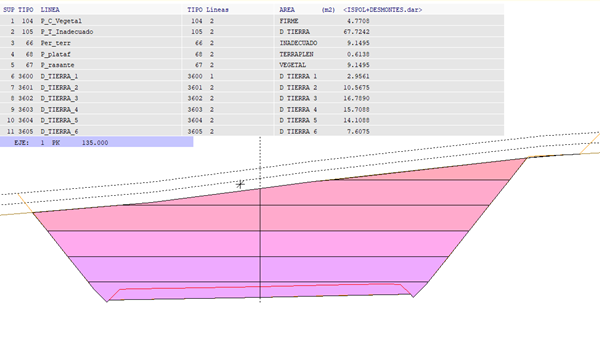 SUP TIPO LINEA TIPO Lineas AREA (m2) <ISPOL+DESMONTES.dar>
1 104 P_C_Vegetal 104 2 FIRME 4.7708
2 105 P_T_Inadecuado 105 2 D TIERRA 67.7242
3 66 Per_terr 66 2 INADECUADO 9.1495
4 68 P_plataf 68 2 TERRAPLEN 0.6138
5 67 P_rasante 67 2 VEGETAL 9.1495
6 3600 D_TIERRA_1 3600 1 D TIERRA 1 2.9561
7 3601 D_TIERRA_2 3601 2 D TIERRA 2 10.5675
8 3602 D_TIERRA_3 3602 2 D TIERRA 3 16.7890
9 3603 D_TIERRA_4 3603 2 D TIERRA 4 15.7088
10 3604 D_TIERRA_5 3604 2 D TIERRA 5 14.1088
11 3605 D_TIERRA_6 3605 2 D TIERRA 6 7.6075
EJE: 1 PK 135.000